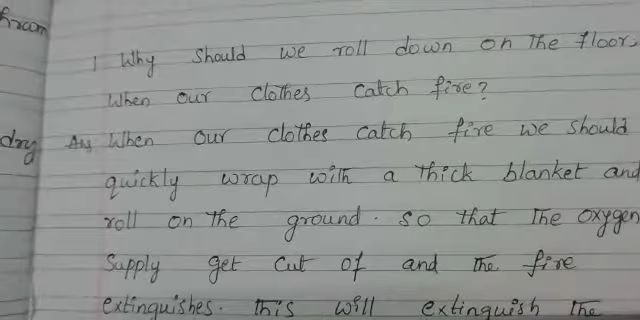 1 Why should we roll down on the floor,
When our clothes catch fire?
dry Ans When our clothes catch fire we should
quickly wrap with a thick blanket and
roll on the ground. so that the oxygen
Supply get cut of and the fire
extinguishes. this will extinguish the